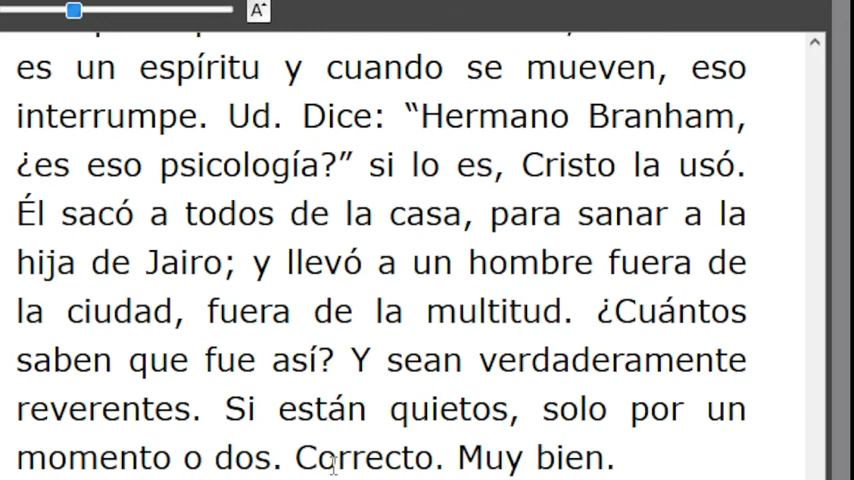 A
es un espíritu y cuando se mueven, eso
interrumpe. Ud. Dice: “Hermano Branham,
¿es eso psicología?” si lo es, Cristo la usó.
Él sacó a todos de la casa, para sanar a la
hija de Jairo; y llevó a un hombre fuera de
la ciudad, fuera de la multitud. ¿Cuántos
saben que fue así? Y sean verdaderamente
reverentes. Si están quietos, solo por un
momento o dos. Correcto. Muy bien.